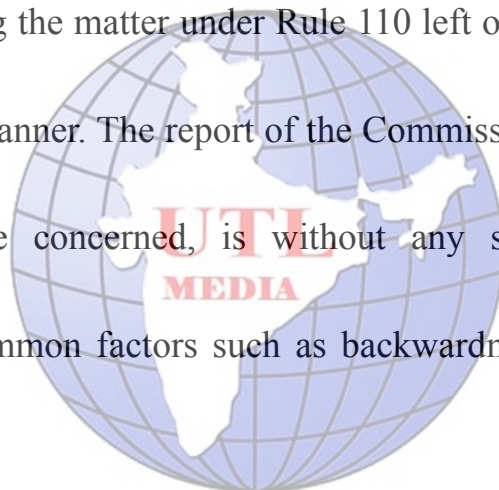 g the matter under Rule 110 left o
anner. The report of the Commiss
e concerned, is without any s
UTL
MEDIA
mmon factors such as backwardn